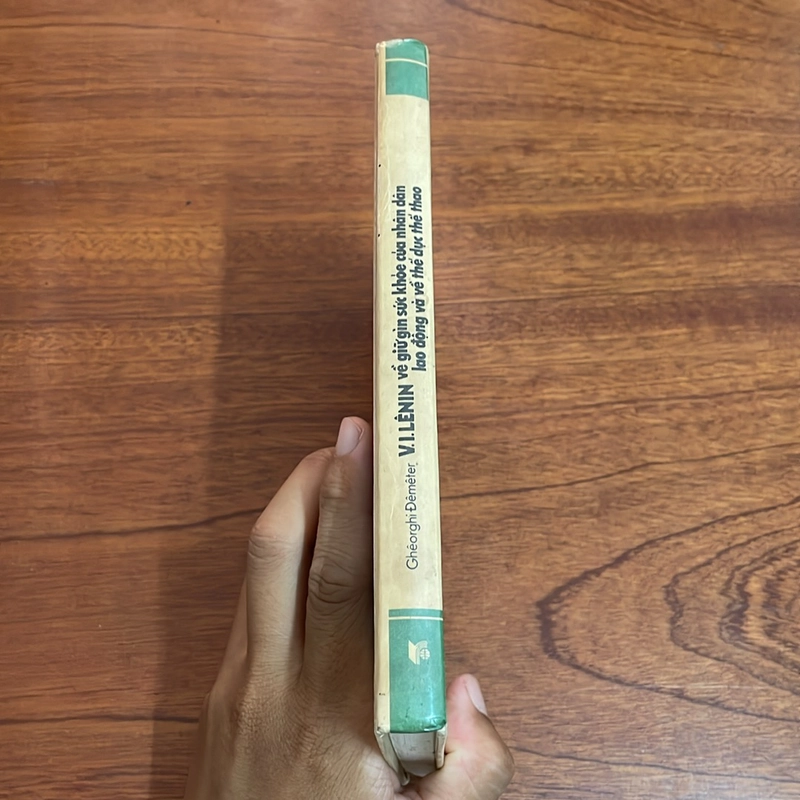 Ghêorghi Đêmêter
V.I.LÊNIN về giữ gìn sức khỏe của nhân dân
lao động và về thể dục thể thao